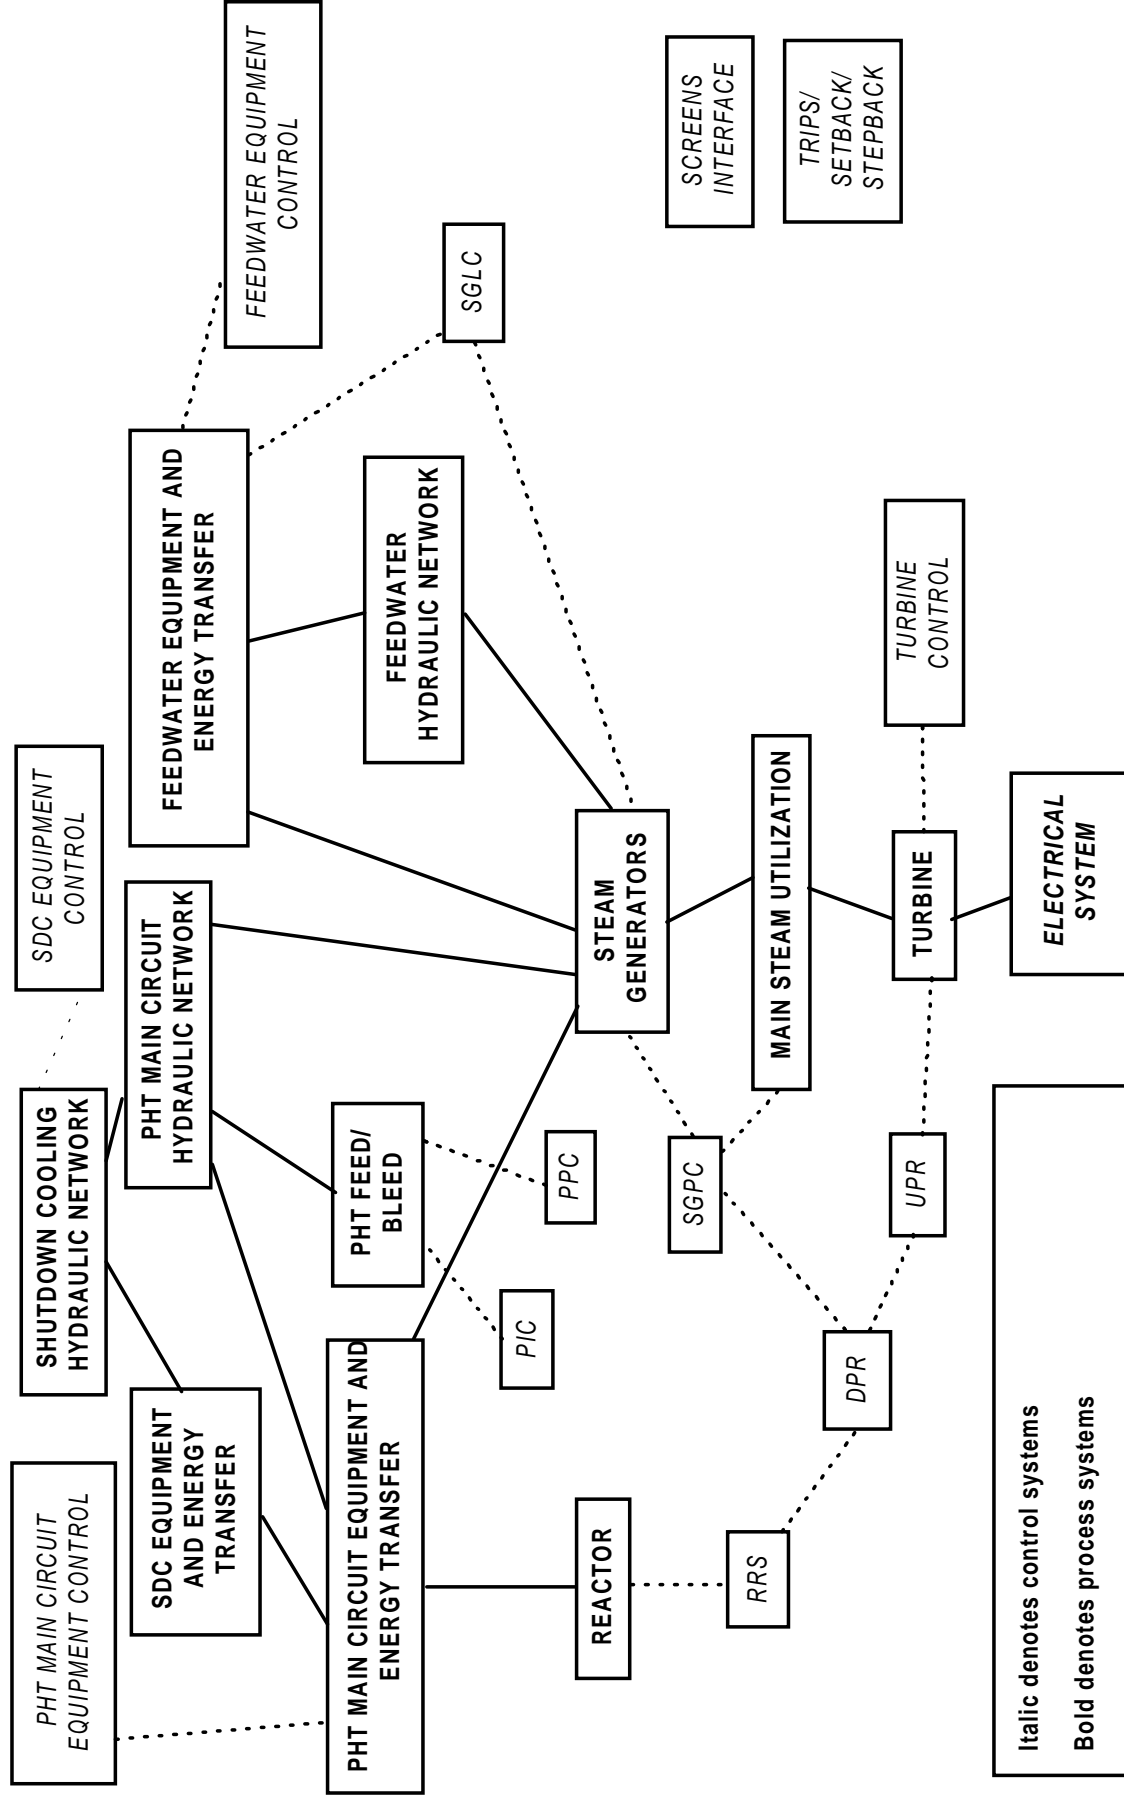 PHT MAIN CIRCUIT
EQUIPMENT CONTROL
SHUTDOWN COOLING
HYDRAULIC NETWORK
SDC EQUIPMENT
CONTROL
SDC EQUIPMENT
AND ENERGY
TRANSFER
PHT MAIN CIRCUIT
HYDRAULIC NETWORK
FEEDWATER EQUIPMENT AND
ENERGY TRANSFER
FEEDWATER EQUIPMENT
CONTROL
PHT MAIN CIRCUIT EQUIPMENT AND
ENERGY TRANSFER
PHT FEED/
BLEED
FEEDWATER
HYDRAULIC NETWORK
SGLC
PIC
PPC
REACTOR
STEAM
GENERATORS
SCREENS
INTERFACE
RRS
SGPC
MAIN STEAM UTILIZATION
TRIPS/
SETBACK/
STEPBACK
DPR
UPR
TURBINE
TURBINE
CONTROL
Italic denotes control systems
Bold denotes process systems
ELECTRICAL
SYSTEM